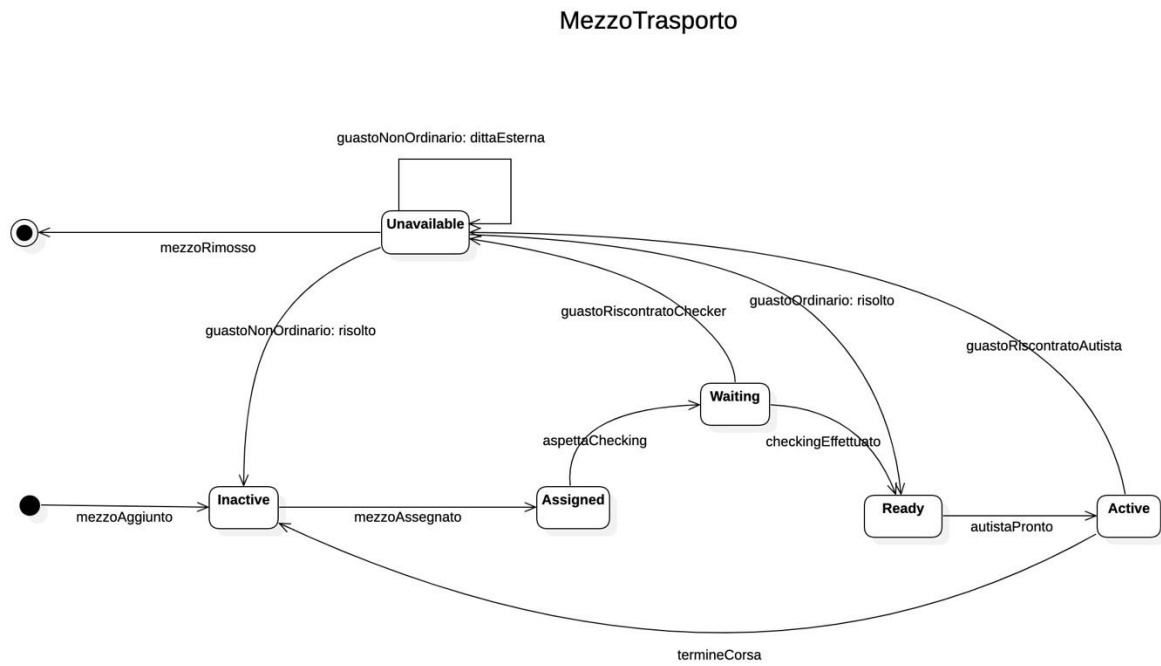 MezzoTrasporto
guastoNonOrdinario: dittaEsterna
Unavailable
mezzoRimosso
guastoRiscontratoChecker
guastoOrdinario: risolto
guastoNonOrdinario: risolto
guastoRiscontratoAutista
Waiting
aspettaChecking
checkingEffettuato
Inactive
Assigned
Ready
Active
mezzoAggiunto
mezzoAssegnato
autistaPronto
termineCorsa